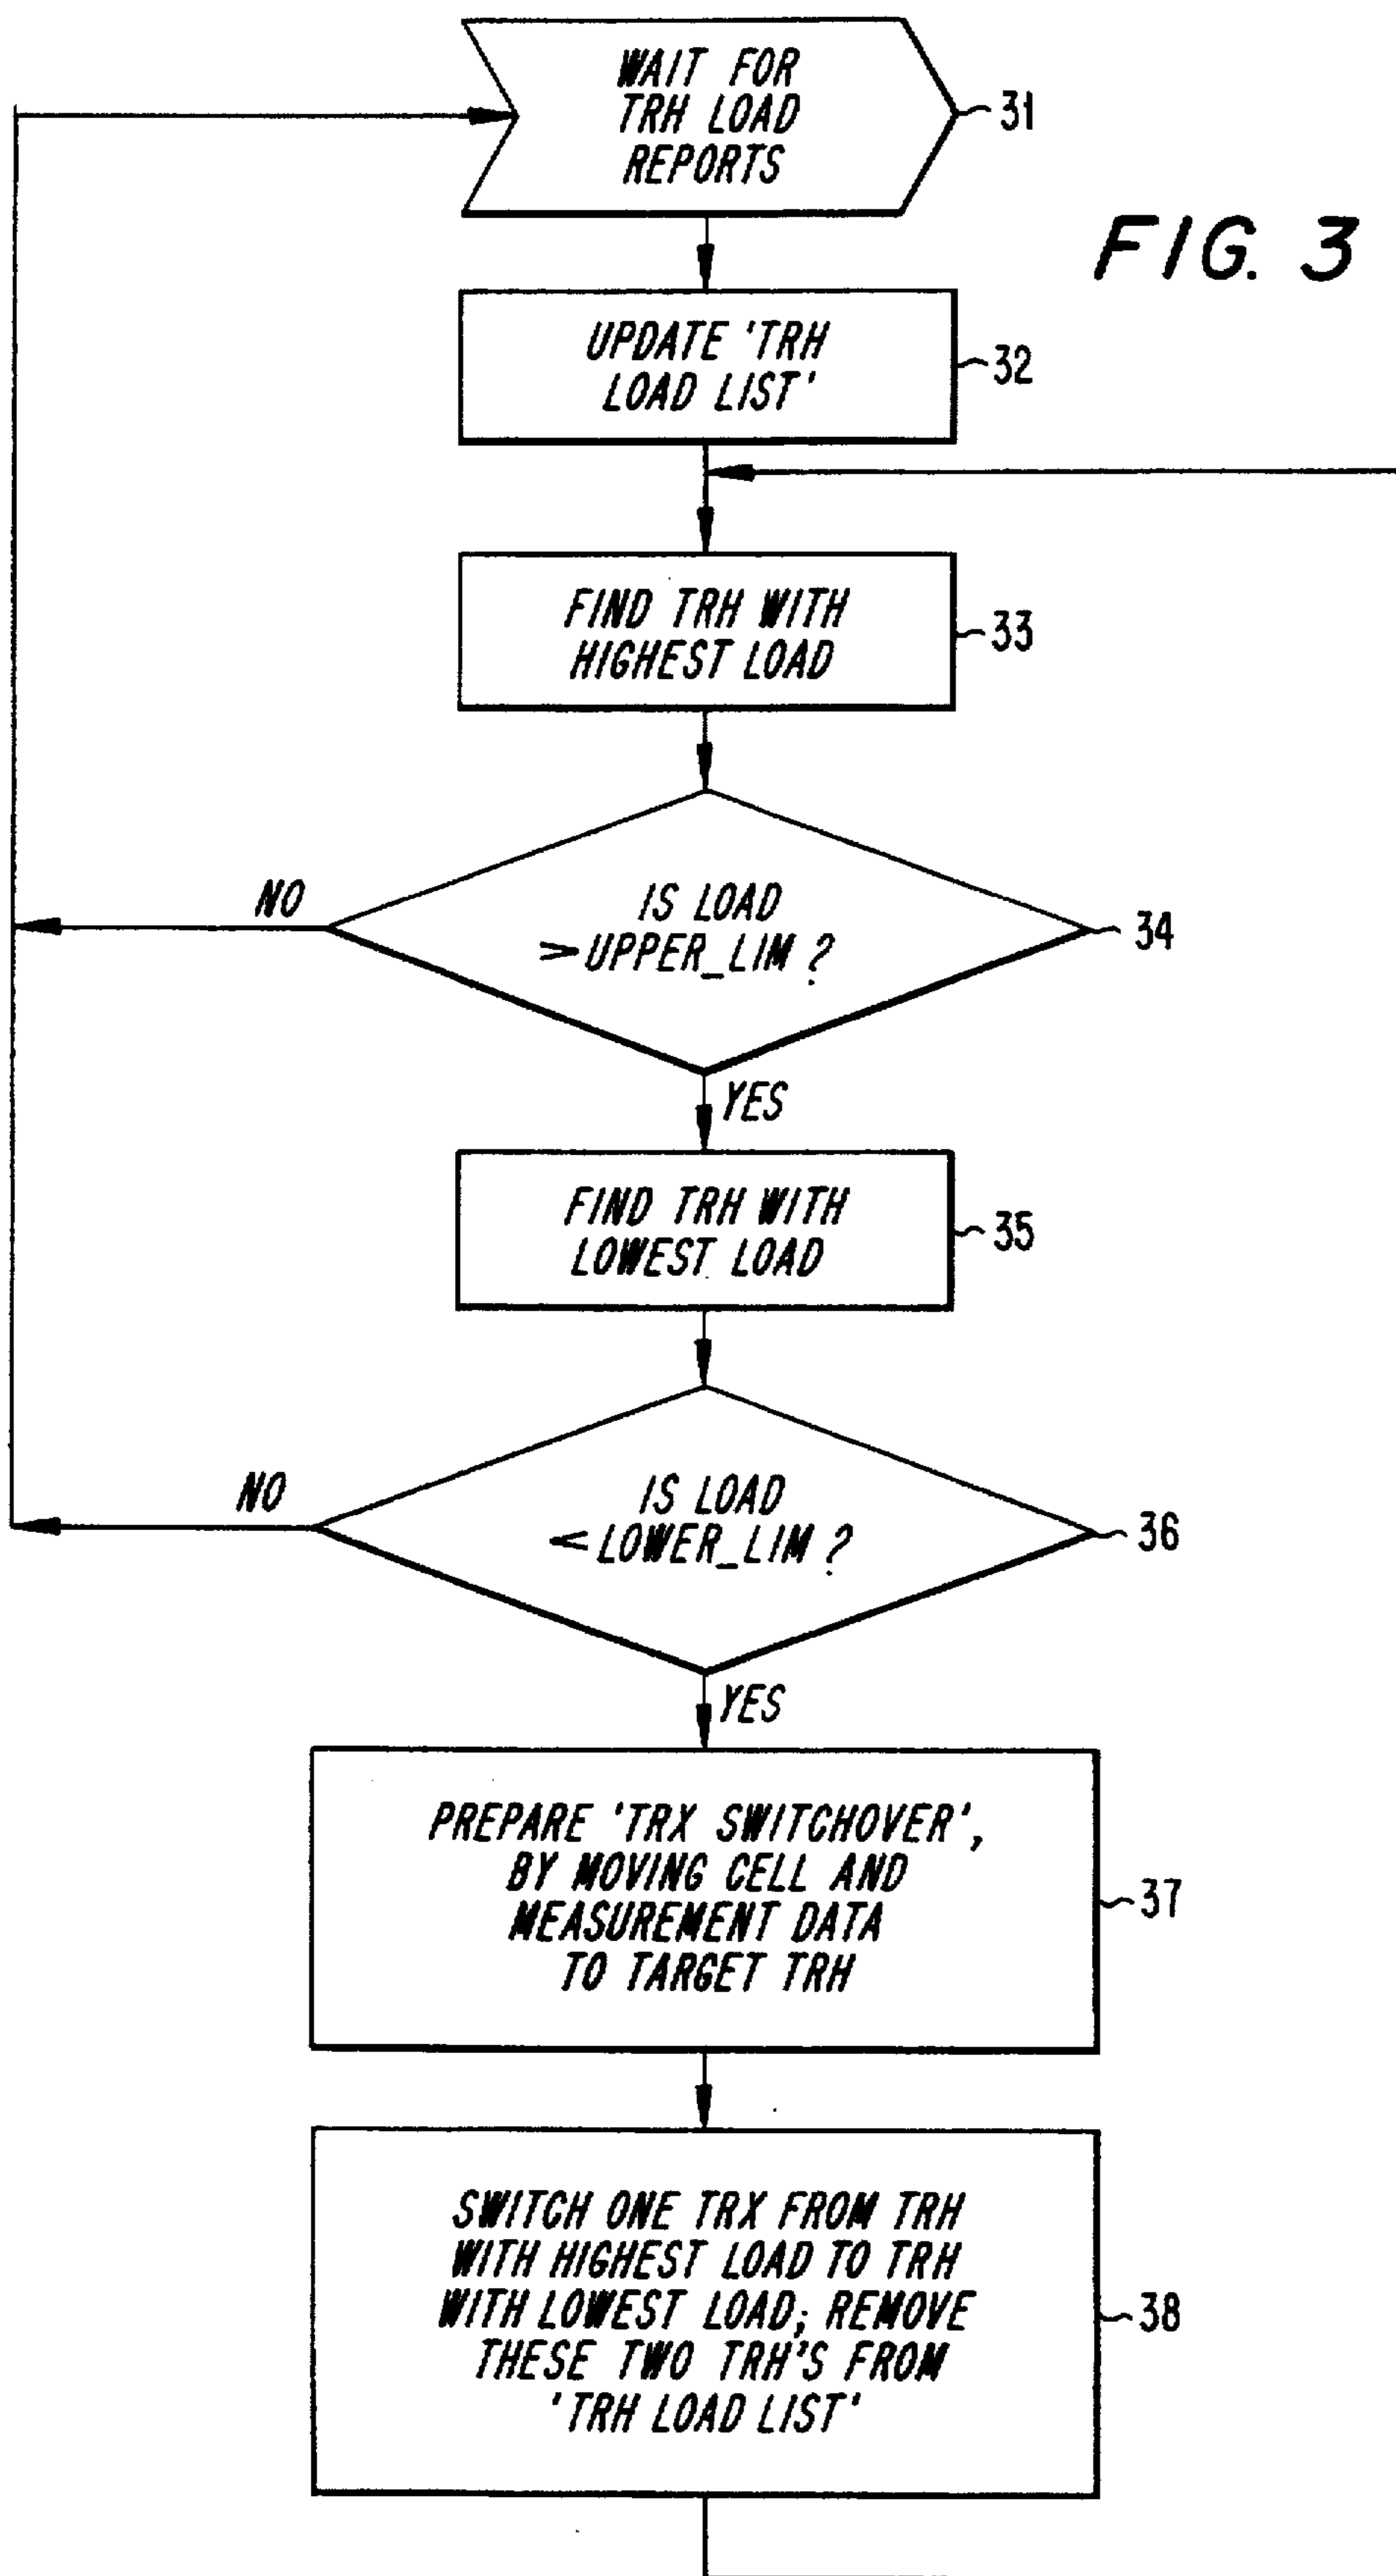 WAIT FOR
TRH LOAD
REPORTS
31
FIG. 3
UPDATE 'TRH
LOAD LIST'
32
FIND TRH WITH
HIGHEST LOAD
33
NO
IS LOAD
>UPPER_LIM ?
34
YES
FIND TRH WITH
LOWEST LOAD
35
NO
IS LOAD
<LOWER_LIM ?
36
YES
PREPARE 'TRX SWITCHOVER',
BY MOVING CELL AND
MEASUREMENT DATA
TO TARGET TRH
37
SWITCH ONE TRX FROM TRH
WITH HIGHEST LOAD TO TRH
WITH LOWEST LOAD; REMOVE
THESE TWO TRH'S FROM
'TRH LOAD LIST'
38